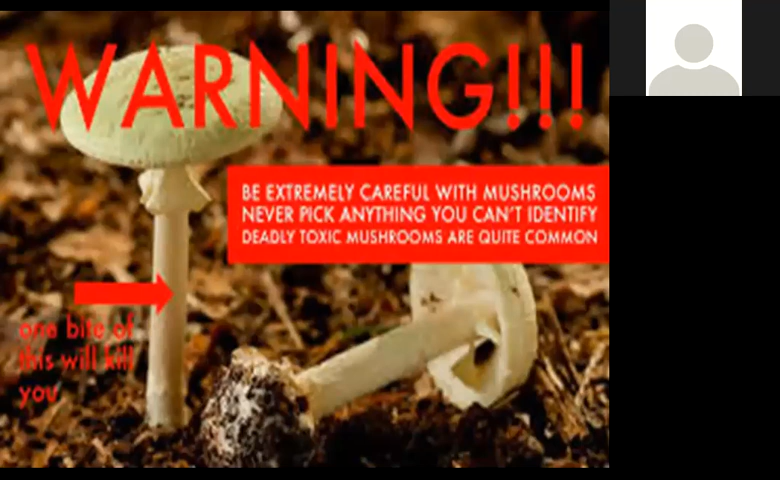 WARNING!!!
BE EXTREMELY CAREFUL WITH MUSHROOMS
NEVER PICK ANYTHING YOU CAN'T IDENTIFY
DEADLY TOXIC MUSHROOMS ARE QUITE COMMON
one bite of
this will kill
you